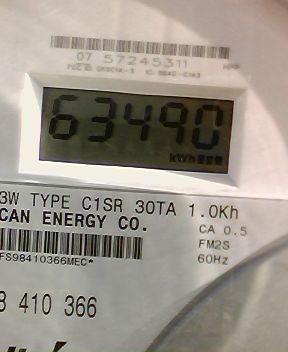 07 57245311
63490
kWh
3W TYPE C1SR 30TA 1.0Kh
CAN ENERGY CO.
CA 0.5
FM2S
60Hz
FS98410366MEC*
8 410 366